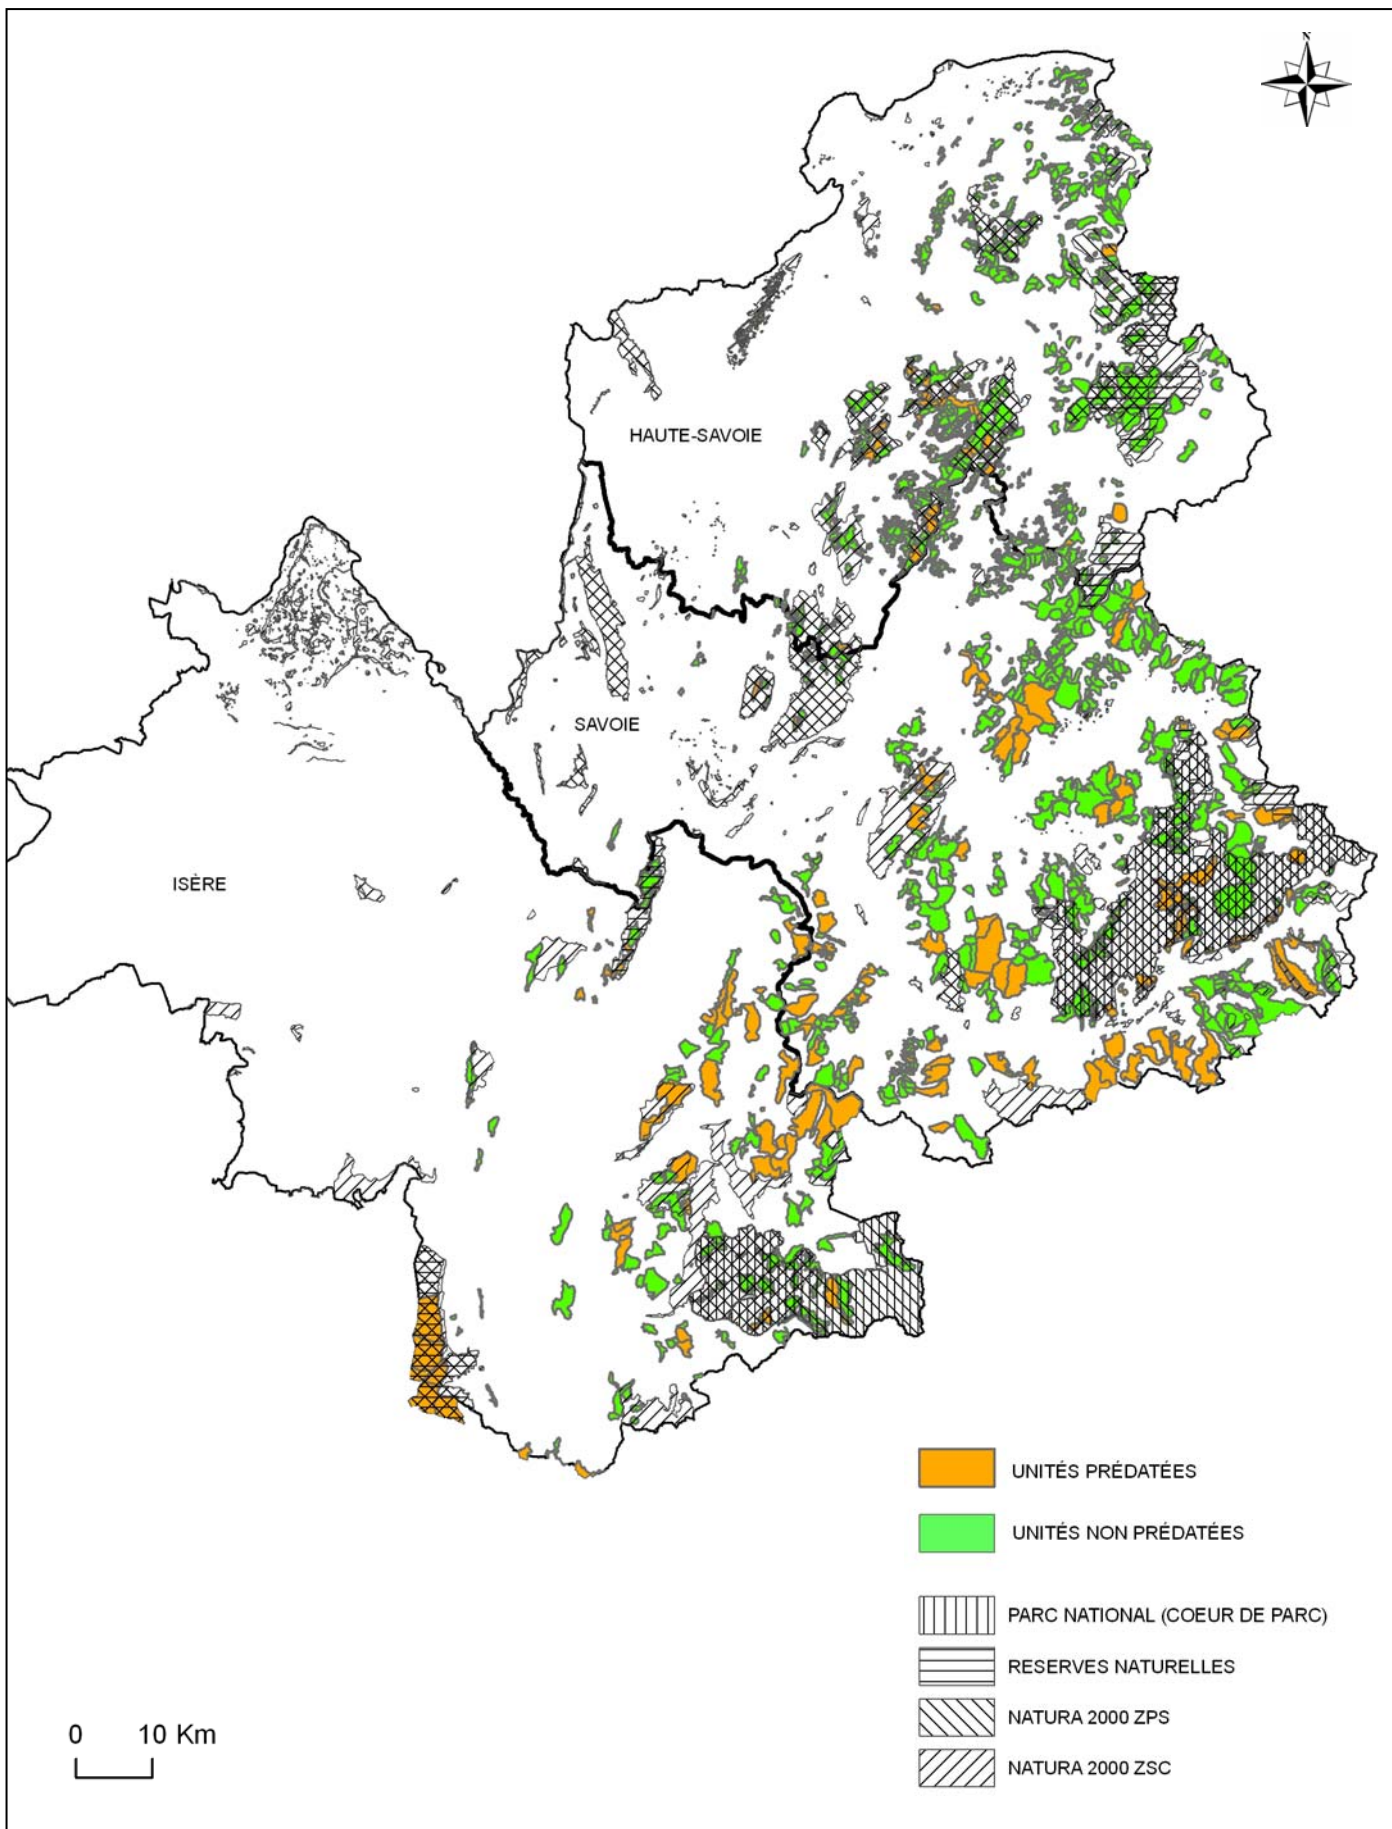 N
HAUTE-SAVOIE
SAVOIE
ISÈRE
UNITÉS PRÉDATÉES
UNITÉS NON PRÉDATÉES
PARC NATIONAL (COEUR DE PARC)
RESERVES NATURELLES
NATURA 2000 ZPS
NATURA 2000 ZSC
0 10 Km